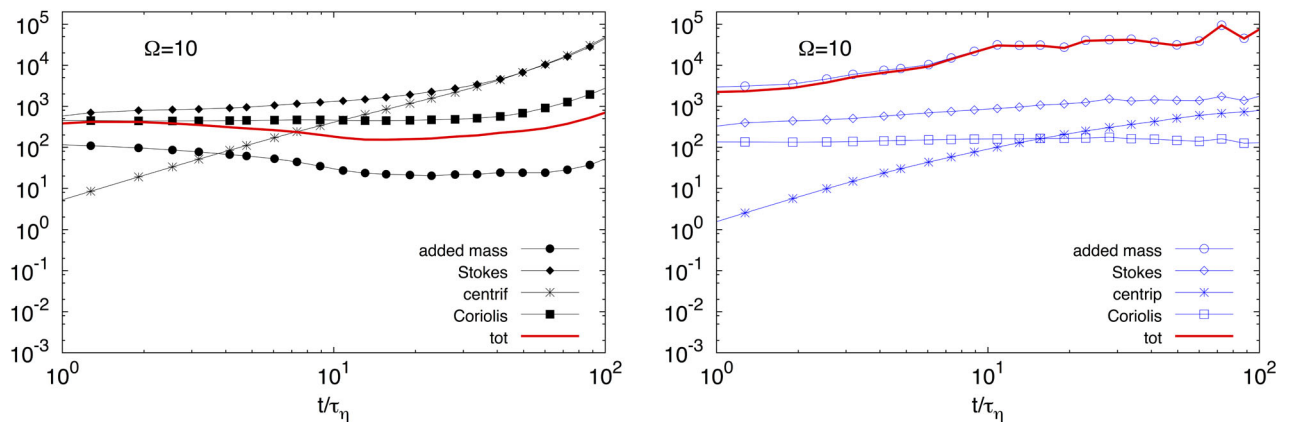 10^5
10^4
10^3
10^2
10^1
10^0
10^-1
10^-2
10^-3
Ω=10
added mass
Stokes
centrif
Coriolis
tot
10^0 10^1 10^2
t/τ_η
10^5
10^4
10^3
10^2
10^1
10^0
10^-1
10^-2
10^-3
Ω=10
added mass
Stokes
centrip
Coriolis
tot
10^0 10^1 10^2
t/τ_η